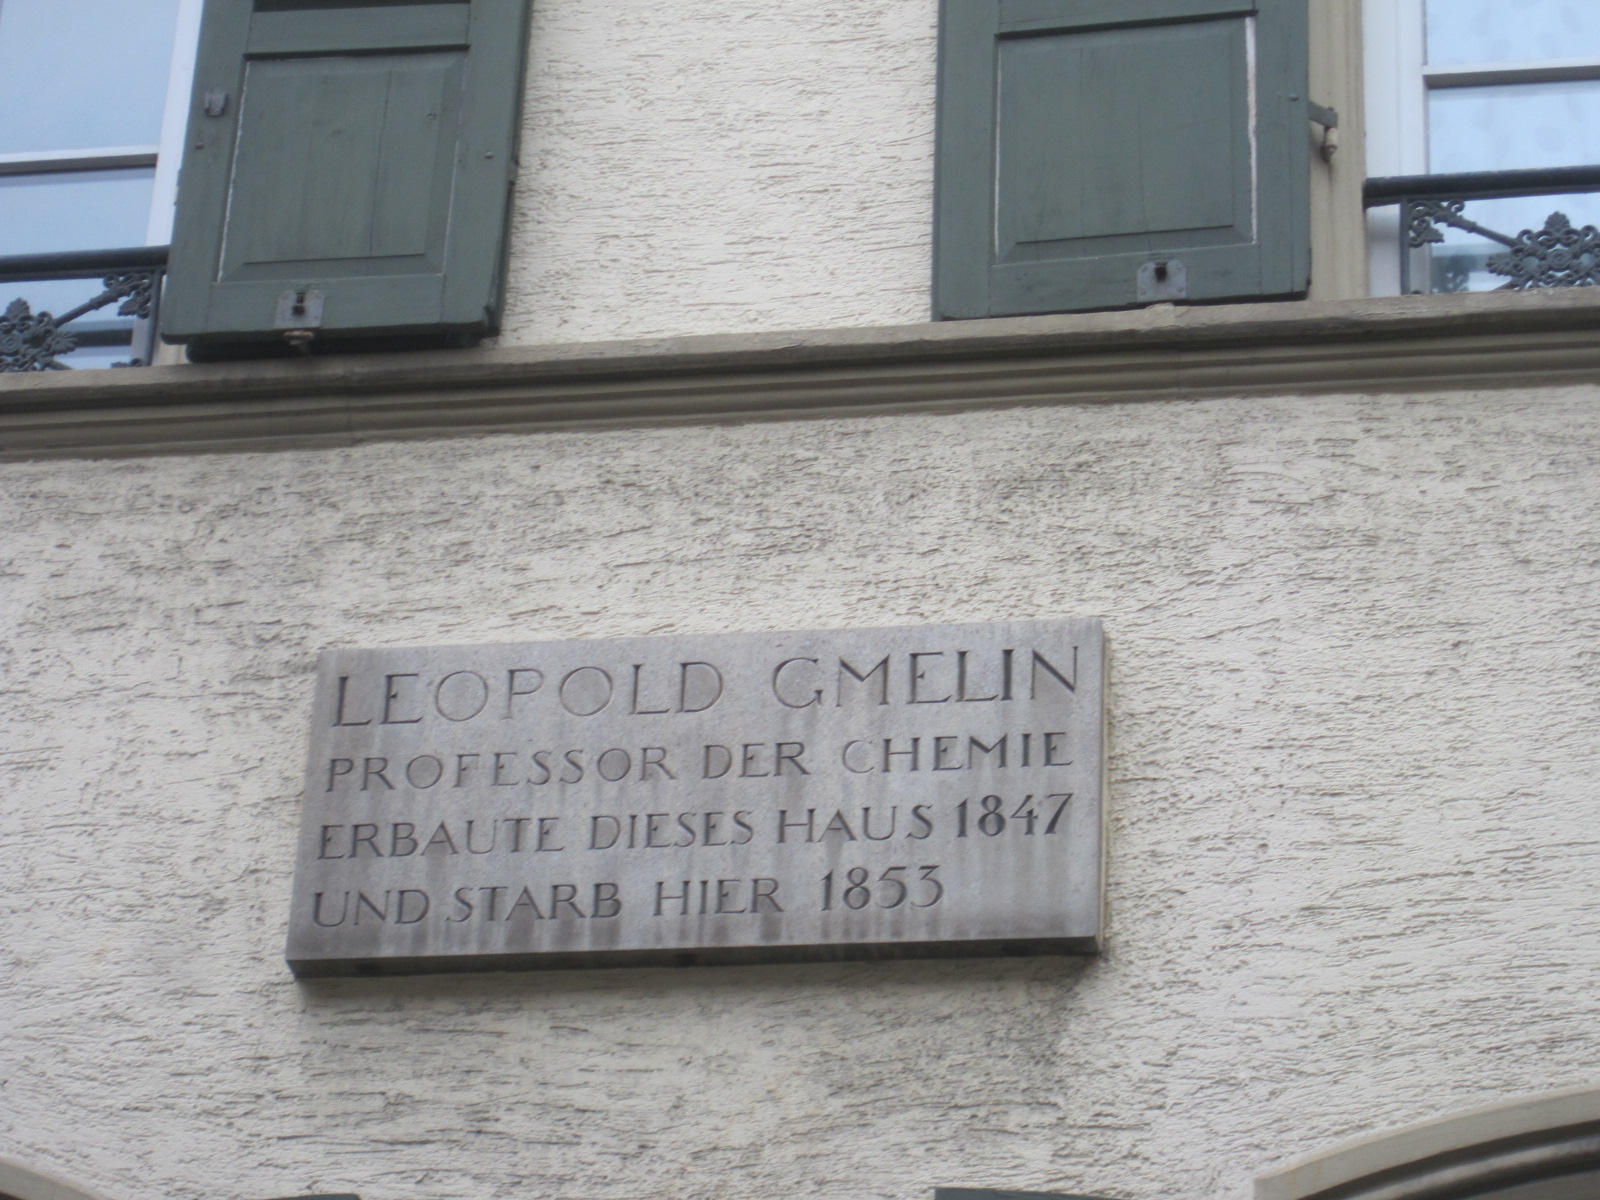 LEOPOLD GMELIN
PROFESSOR DER CHEMIE
ERBAUTE DIESES HAUS 1847
UND STARB HIER 1853